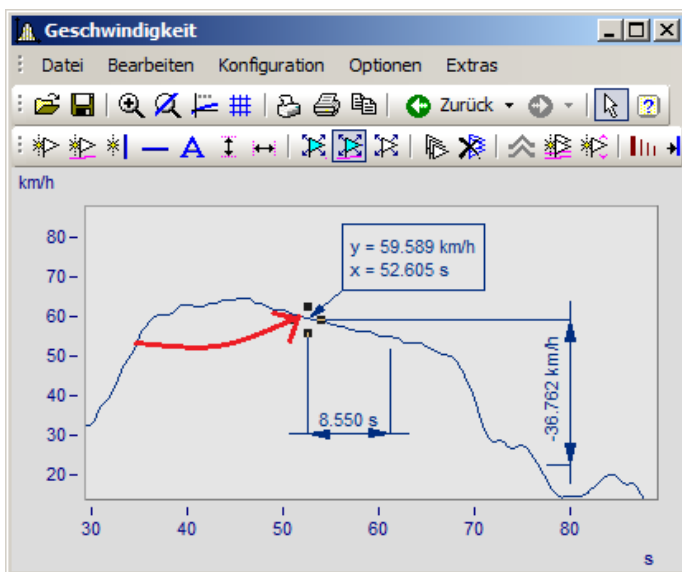 Geschwindigkeit
Datei Bearbeiten Konfiguration Optionen Extras
Zurück
A
km/h
y = 59.589 km/h
x = 52.605 s
80
70
60
50
40
30
20
8.550 s
-36.762 km/h
30 40 50 60 70 80
s